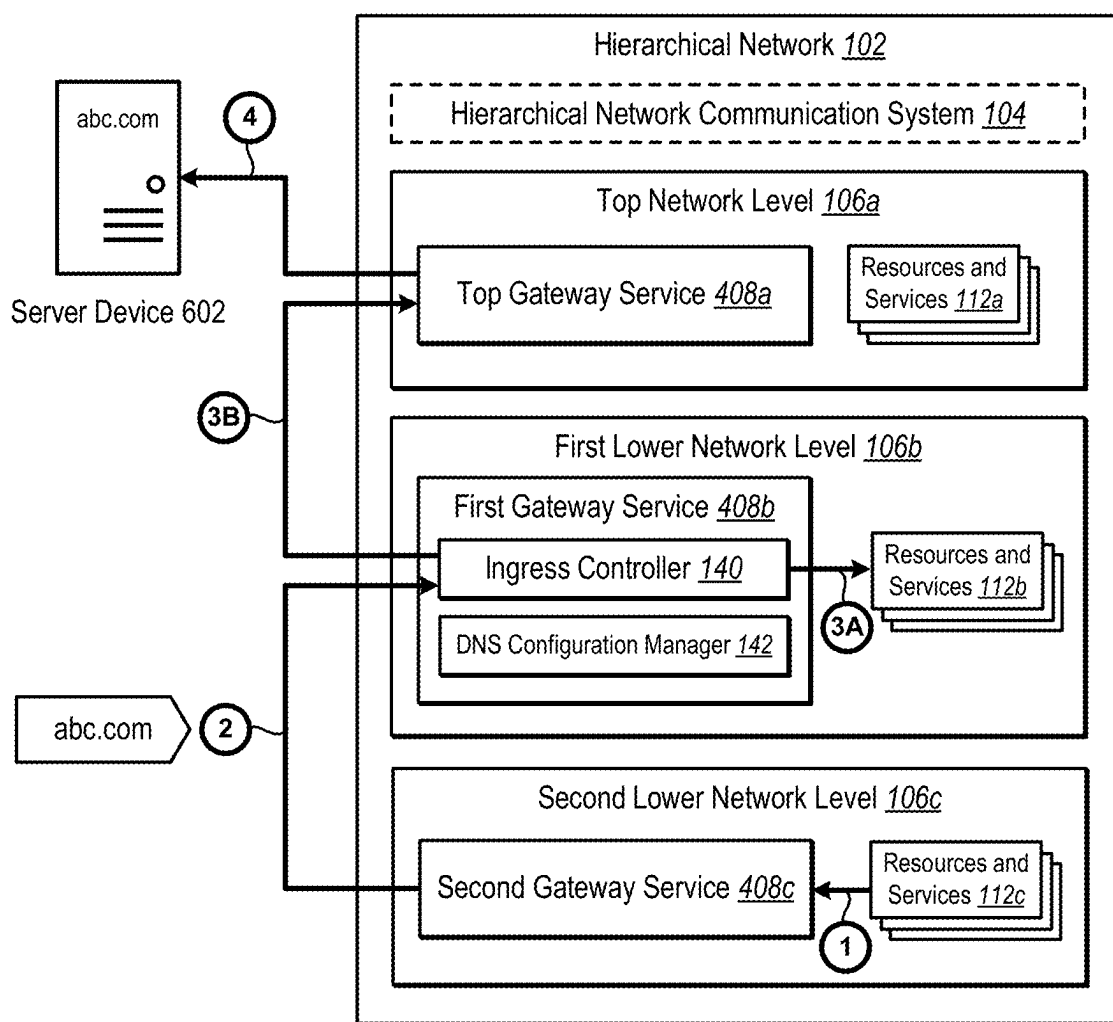 Hierarchical Network 102
Hierarchical Network Communication System 104
abc.com
4
Server Device 602
Top Network Level 106a
Top Gateway Service 408a
Resources and
Services 112a
3B
First Lower Network Level 106b
First Gateway Service 408b
Ingress Controller 140
DNS Configuration Manager 142
3A
Resources and
Services 112b
abc.com
2
Second Lower Network Level 106c
Second Gateway Service 408c
1
Resources and
Services 112c